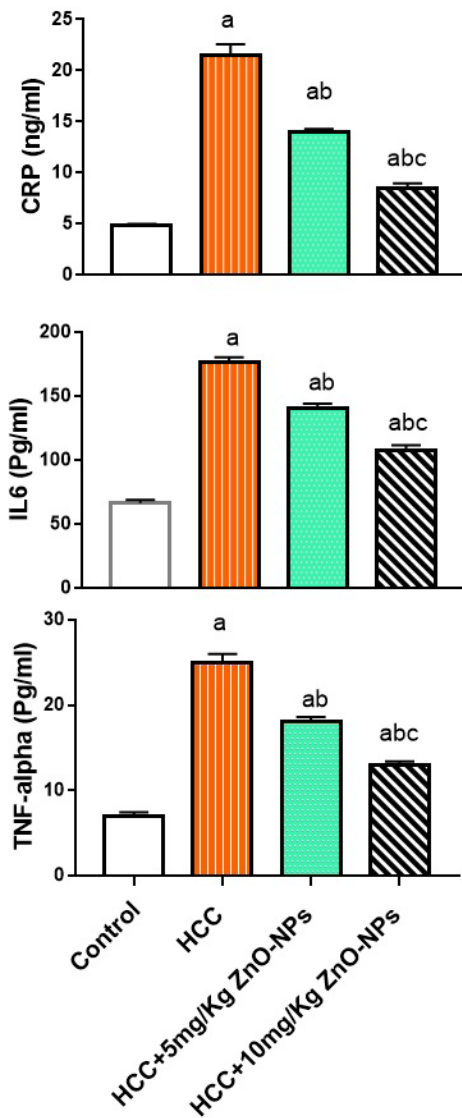 a
25
20
ab
15
abc
10
5
0
CRP (ng/ml)
200
a
150
ab
abc
100
50
0
IL6 (Pg/ml)
30
a
20
ab
abc
10
0
TNF-alpha (Pg/ml)
Control
HCC
HCC+5mg/Kg ZnO-NPs
HCC+10mg/Kg ZnO-NPs